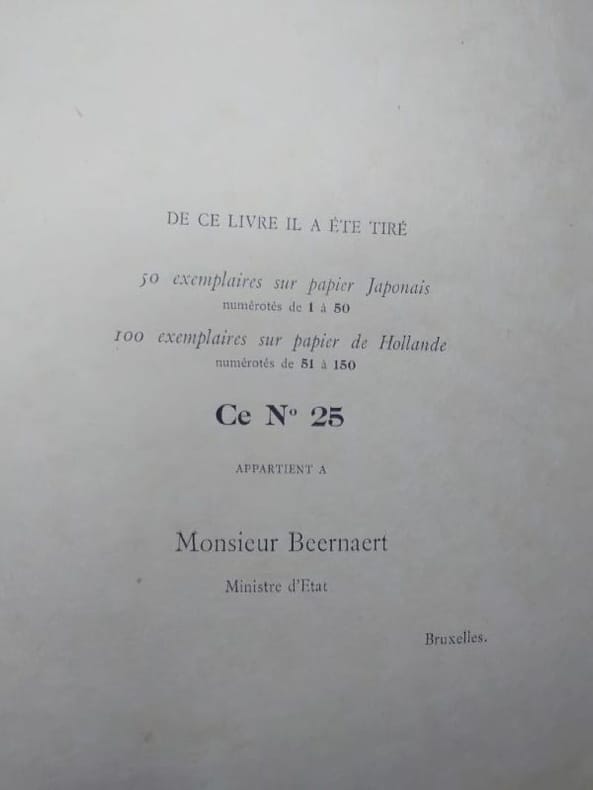 DE CE LIVRE IL A ÉTE TIRÉ
50 exemplaires sur papier Japonais
numérotés de 1 à 50
100 exemplaires sur papier de Hollande
numérotés de 51 à 150
Ce Nº 25
APPARTIENT A
Monsieur Beernaert
Ministre d'Etat
Bruxelles.